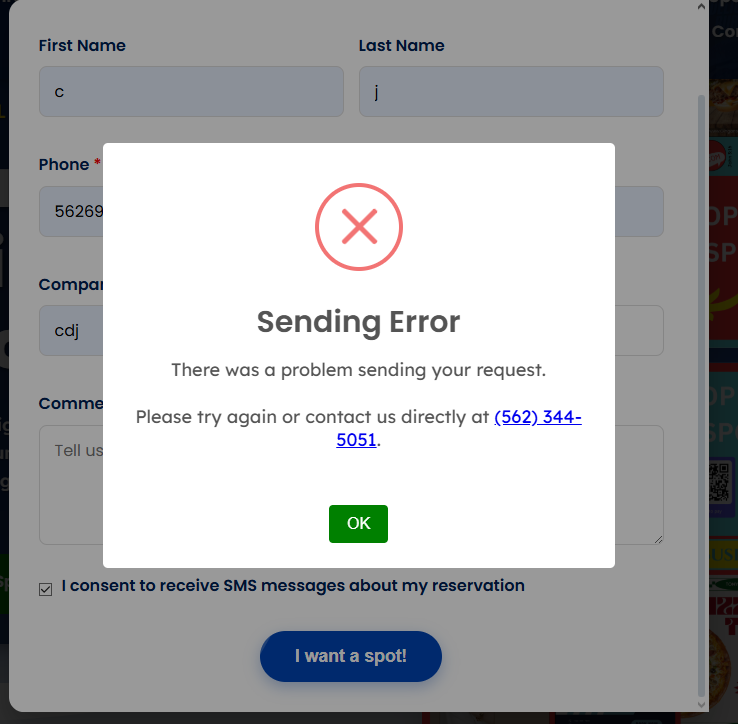 First Name Last Name
c j
Phone *
56269
Compar
cdj
Comme
Tell us
Sending Error
There was a problem sending your request.
Please try again or contact us directly at (562) 344-
5051.
OK
I consent to receive SMS messages about my reservation
I want a spot!